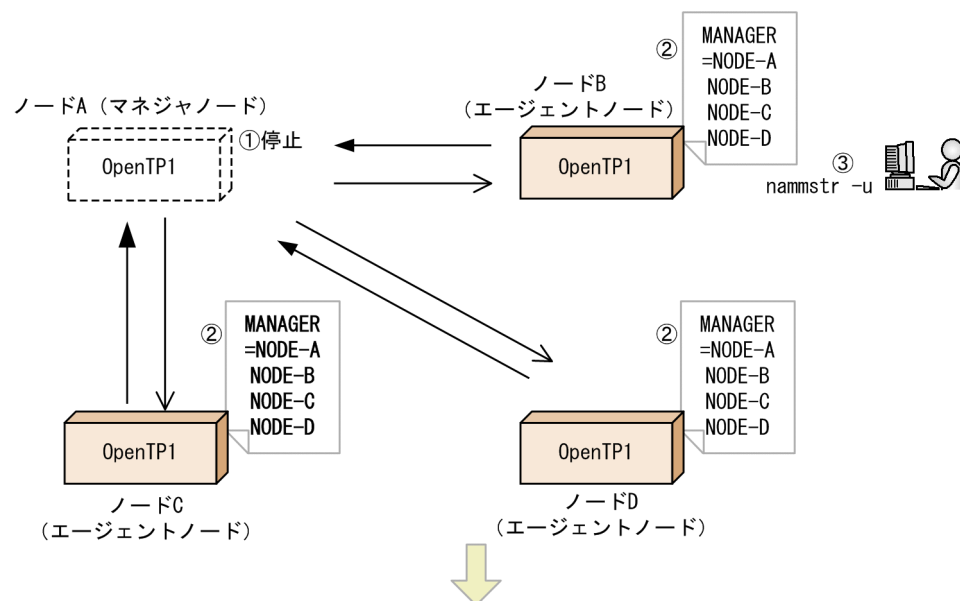 ノードA（マネジャノード）
①停止
OpenTP1
ノードB
（エージェントノード）
OpenTP1
②
MANAGER
=NODE-A
NODE-B
NODE-C
NODE-D
③
nammstr -u
②
MANAGER
=NODE-A
NODE-B
NODE-C
NODE-D
OpenTP1
ノードC
（エージェントノード）
②
MANAGER
=NODE-A
NODE-B
NODE-C
NODE-D
OpenTP1
ノードD
（エージェントノード）